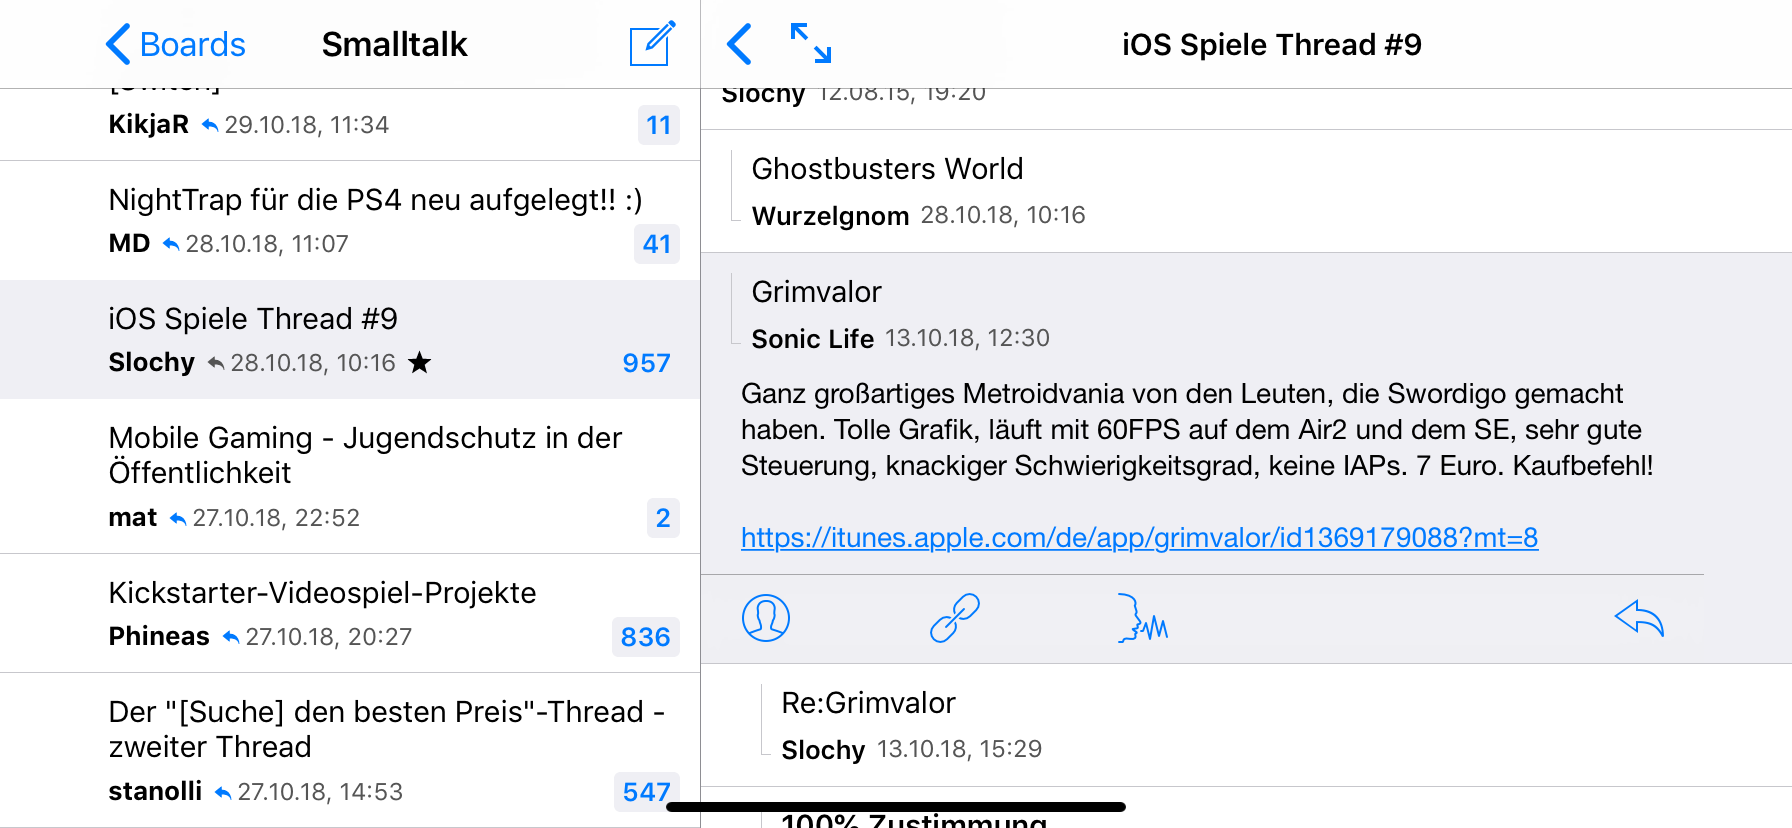 Boards
Smalltalk
[Switch]
KikjaR 29.10.18, 11:34
11
NightTrap für die PS4 neu aufgelegt!! :)
MD 28.10.18, 11:07
41
iOS Spiele Thread #9
Slochy 28.10.18, 10:16 ★
957
Mobile Gaming - Jugendschutz in der
Öffentlichkeit
mat 27.10.18, 22:52
2
Kickstarter-Videospiel-Projekte
Phineas 27.10.18, 20:27
836
Der "[Suche] den besten Preis"-Thread -
zweiter Thread
stanolli 27.10.18, 14:53
547
iOS Spiele Thread #9
Slochy 12.08.15, 19:20
Ghostbusters World
Wurzelgnom 28.10.18, 10:16
Grimvalor
Sonic Life 13.10.18, 12:30
Ganz großartiges Metroidvania von den Leuten, die Swordigo gemacht
haben. Tolle Grafik, läuft mit 60FPS auf dem Air2 und dem SE, sehr gute
Steuerung, knackiger Schwierigkeitsgrad, keine IAPs. 7 Euro. Kaufbefehl!
https://itunes.apple.com/de/app/grimvalor/id1369179088?mt=8
Re:Grimvalor
Slochy 13.10.18, 15:29
100% Zustimmung